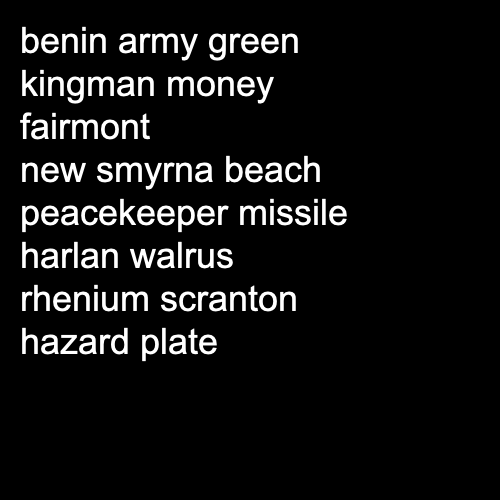 benin army green
kingman money
fairmont
new smyrna beach
peacekeeper missile
harlan walrus
rhenium scranton
hazard plate